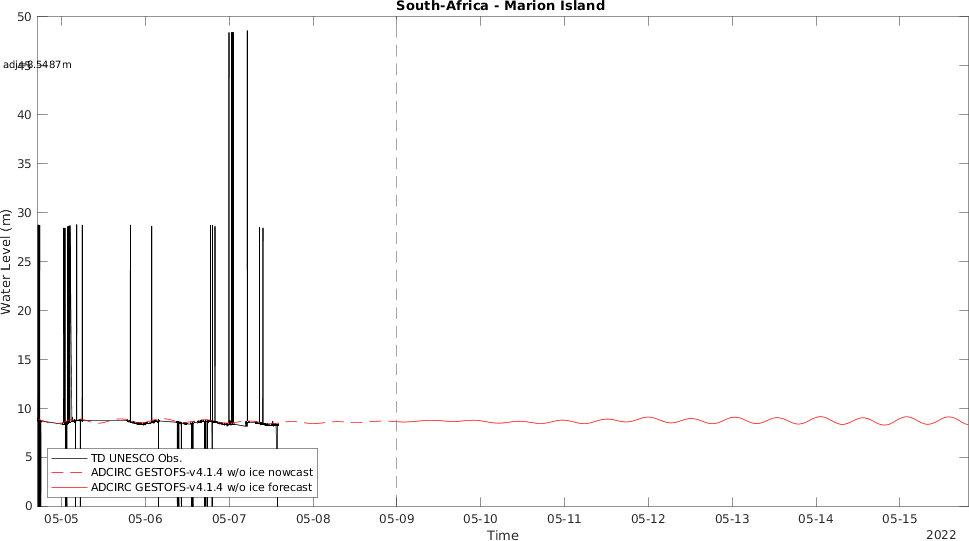 South-Africa - Marion Island
50
45
40
35
30
25
20
15
10
5
0
Water Level (m)
TD UNESCO Obs.
ADCIRC GESTOFS-v4.1.4 w/o ice nowcast
ADCIRC GESTOFS-v4.1.4 w/o ice forecast
05-05 05-06 05-07 05-08 05-09 05-10 05-11 05-12 05-13 05-14 05-15
Time
2022